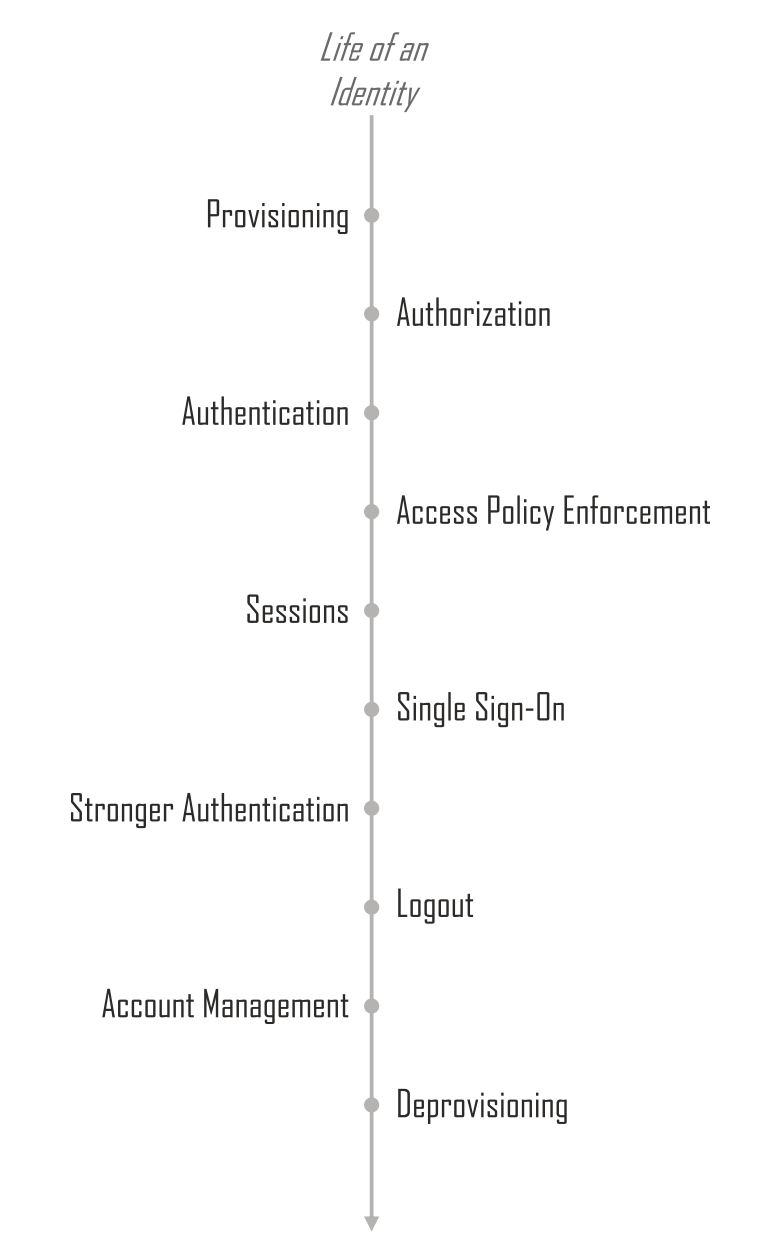 Life of an
Identity
Provisioning
Authorization
Authentication
Access Policy Enforcement
Sessions
Single Sign-On
Stronger Authentication
Logout
Account Management
Deprovisioning